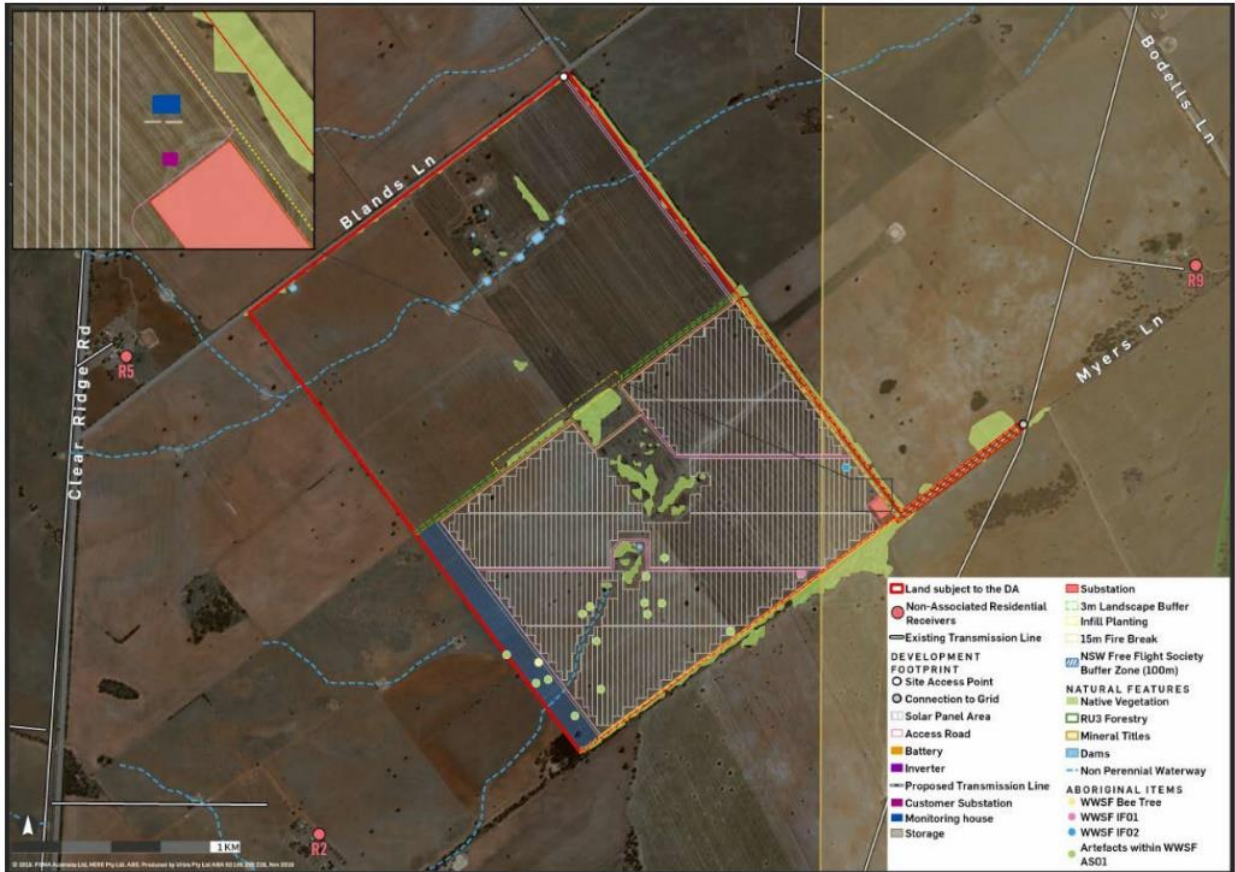 Blands Ln
Bodells Ln
R9
Myers Ln
R5
Clear Ridge Rd
R2
1KM
Land subject to the DA
Non-Associated Residential
Receivers
Existing Transmission Line
DEVELOPMENT
FOOTPRINT
Site Access Point
Connection to Grid
Solar Panel Area
Access Road
Battery
Inverter
Proposed Transmission Line
Customer Substation
Monitoring house
Storage
Substation
3m Landscape Buffer
Infill Planting
15m Fire Break
NSW Free Flight Society
Buffer Zone (100m)
NATURAL FEATURES
Native Vegetation
RU3 Forestry
Mineral Titles
Dams
Non Perennial Waterway
ABORIGINAL ITEMS
WWSF Bee Tree
WWSF IF01
WWSF IF02
Artefacts within WWSF
AS01